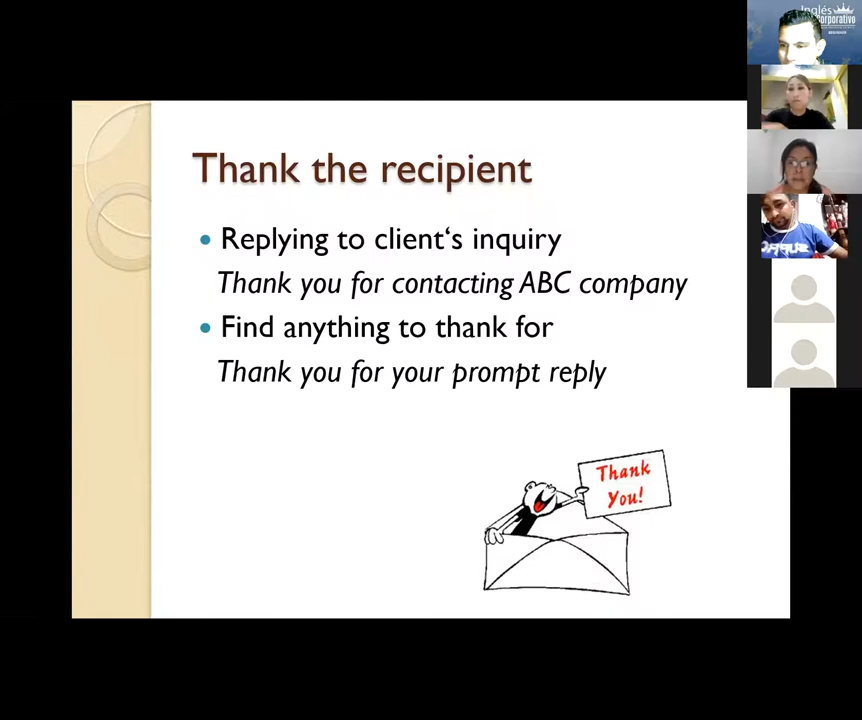 Thank the recipient
Replying to client‘s inquiry
Thank you for contacting ABC company
Find anything to thank for
Thank you for your prompt reply
Thank
You!
Inglés
Corporativo